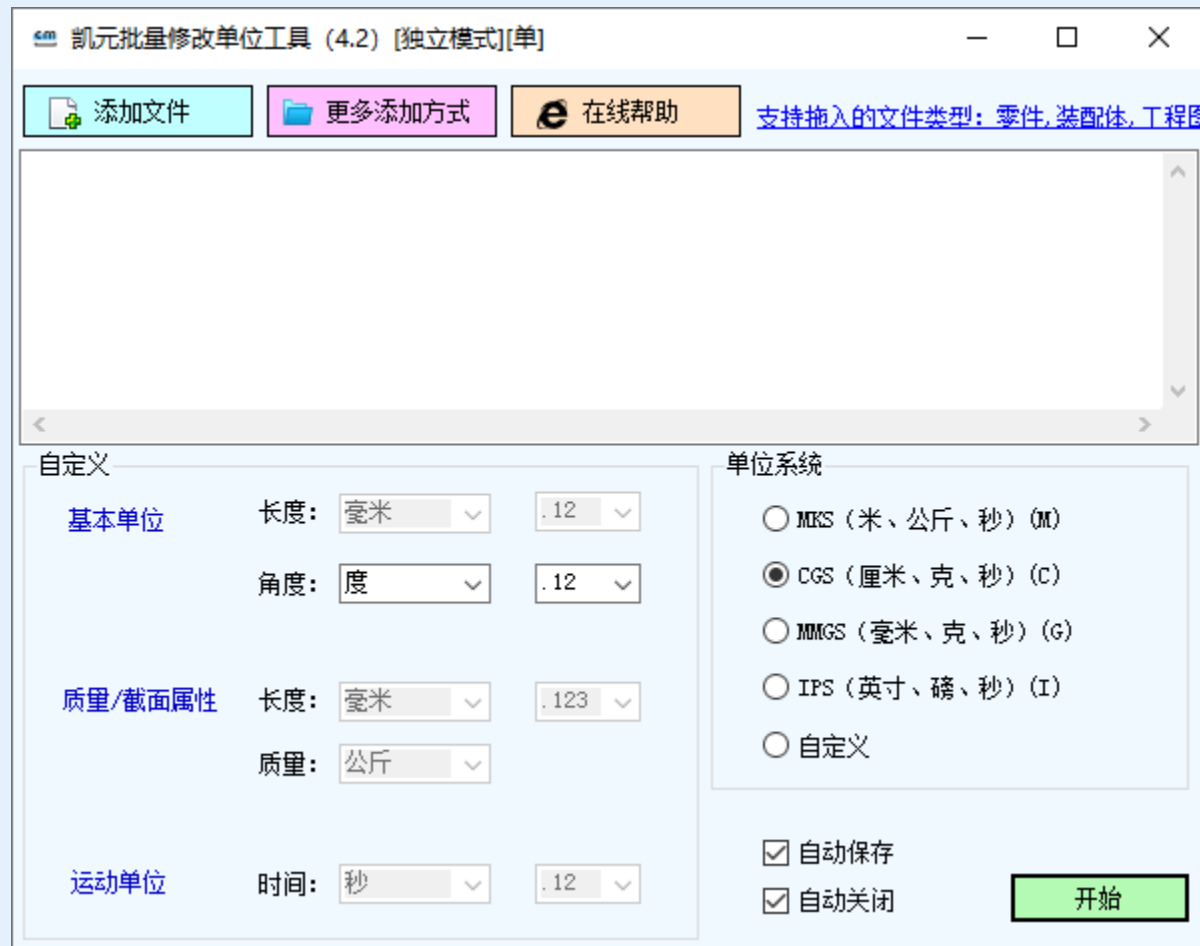 凯元批量修改单位工具（4.2）[独立模式][单]
添加文件 更多添加方式 在线帮助 支持拖入的文件类型：零件,装配体,工程图
自定义
基本单位 长度： 毫米 .12
角度： 度 .12
质量/截面属性 长度： 毫米 .123
质量： 公斤
运动单位 时间： 秒 .12
单位系统
MKS（米、公斤、秒）(M)
CGS（厘米、克、秒）(C)
MMGS（毫米、克、秒）(G)
IPS（英寸、磅、秒）(I)
自定义
自动保存
自动关闭
开始